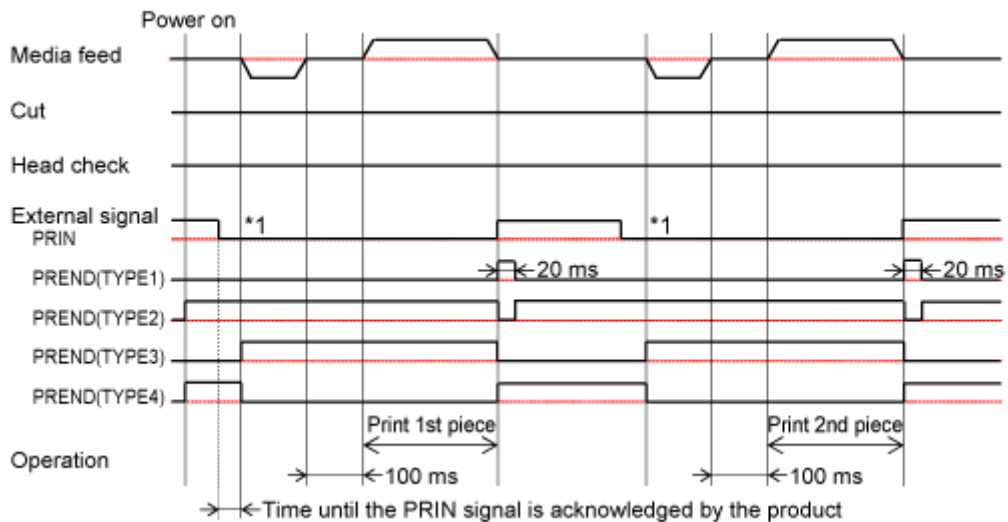 Power on
Media feed
Cut
Head check
External signal
PRIN
*1
*1
PREND(TYPE1)
20 ms
20 ms
PREND(TYPE2)
PREND(TYPE3)
PREND(TYPE4)
Print 1st piece
Print 2nd piece
Operation
100 ms
100 ms
Time until the PRIN signal is acknowledged by the product